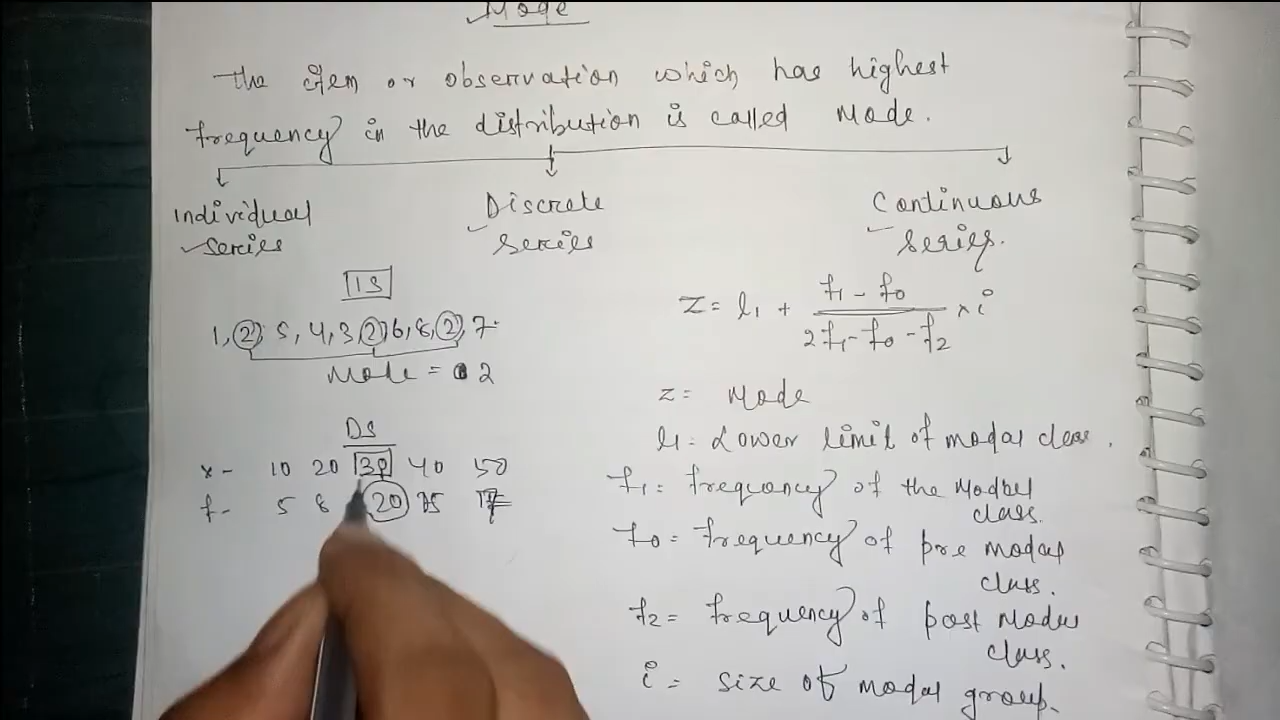 Mode
The item or observation which has highest
frequency in the distribution is called Mode.
Individual
Series
Discrete
Series
Continuous
Series.
IS
1, 2, 5, 4, 3, 2, 6, 8, 2, 7
Mode = 2
DS
x - 10 20 30 40 50
f - 5 8 20 15
Z = l₁ + (f₁ - f₀) / (2f₁ - f₀ - f₂) × i
Z = Mode
l₁ = Lower limit of modal class.
f₁ = frequency of the Modal
class.
f₀ = frequency of pre modal
class.
f₂ = frequency of post Modal
class.
i = size of modal group.